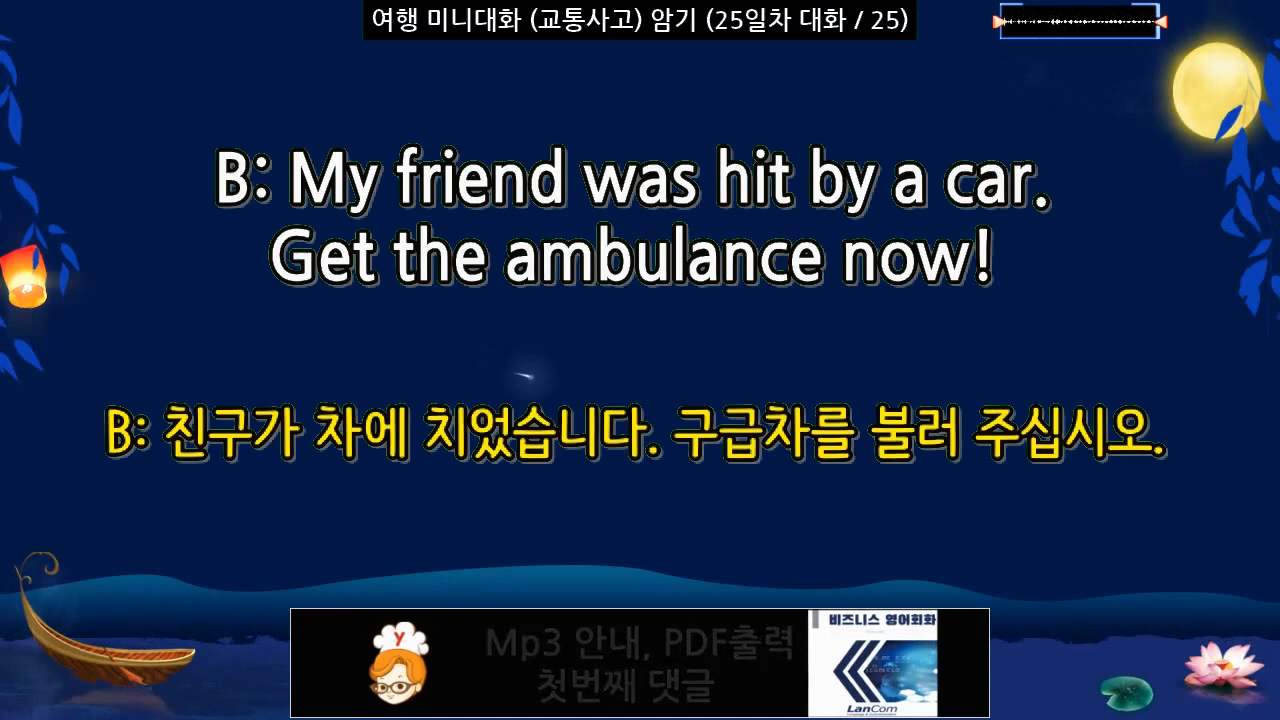 여행 미니대화 (교통사고) 암기 (25일차 대화 / 25)
B: My friend was hit by a car.
Get the ambulance now!
B: 친구가 차에 치었습니다. 구급차를 불러 주십시오.
Y
Mp3 안내, PDF출력
첫번째 댓글
비즈니스 영어회화
LanCom